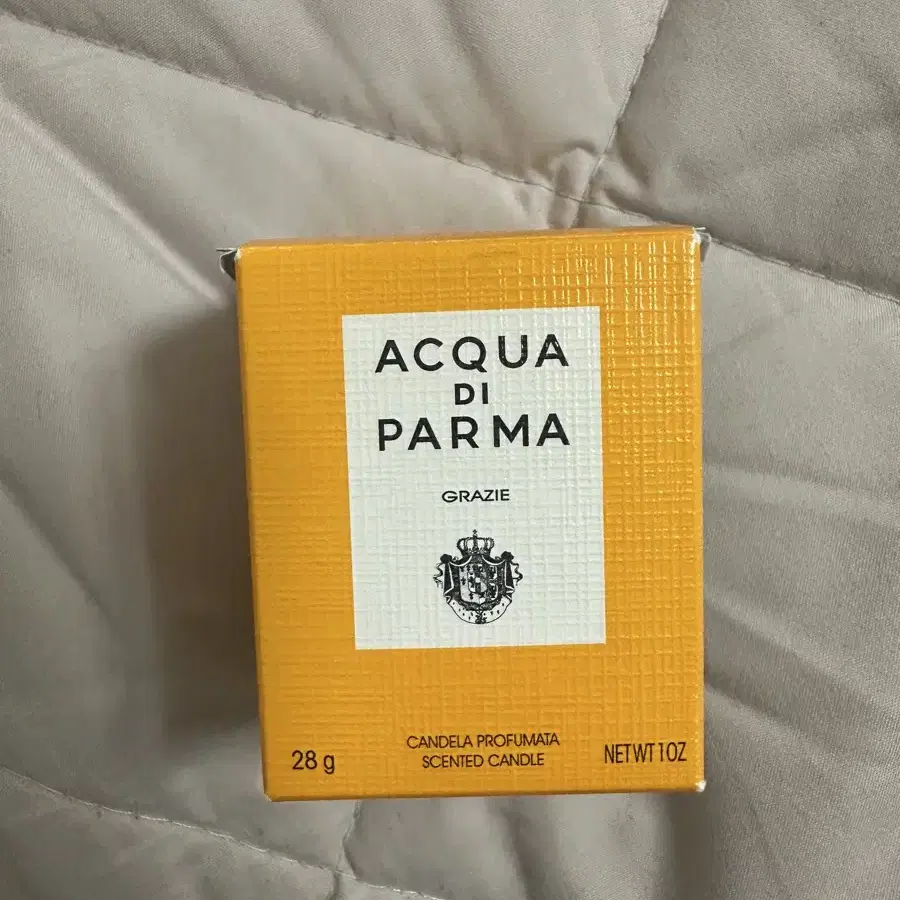 ACQUA
DI
PARMA
GRAZIE
28 g
CANDELA PROFUMATA
SCENTED CANDLE
NET WT 1 OZ